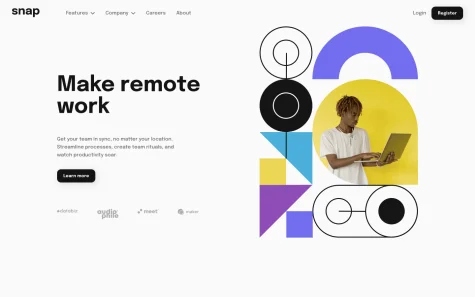 snap
Features
Company
Careers
About
Login
Register
Make remote
work
Get your team in sync, no matter your location.
Streamline processes, create team rituals, and
watch productivity soar.
Learn more
databiz
audio
phile
meet
maker